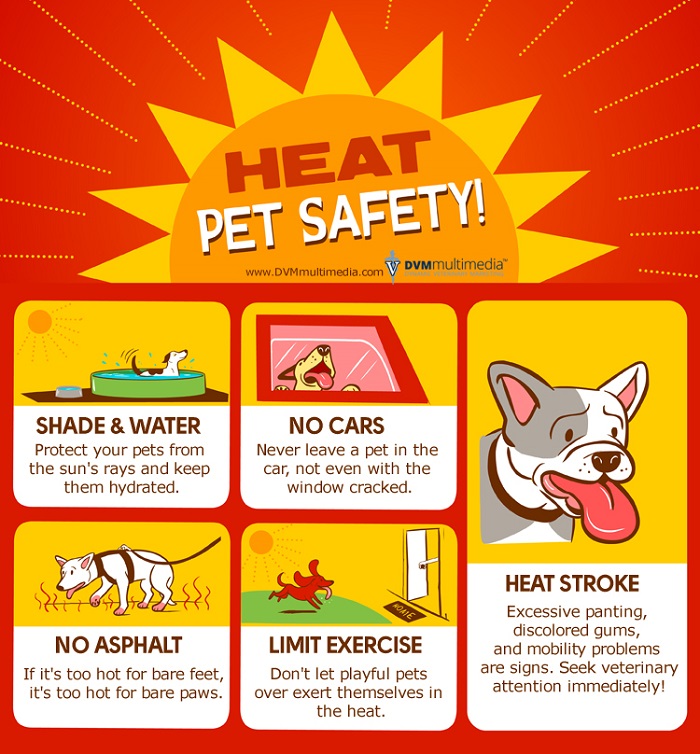 HEAT
PET SAFETY!
www.DVMmultimedia.com
DVMmultimedia™
SHADE & WATER
Protect your pets from
the sun's rays and keep
them hydrated.
NO CARS
Never leave a pet in the
car, not even with the
window cracked.
NO ASPHALT
If it's too hot for bare feet,
it's too hot for bare paws.
LIMIT EXERCISE
Don't let playful pets
over exert themselves in
the heat.
HEAT STROKE
Excessive panting,
discolored gums,
and mobility problems
are signs. Seek veterinary
attention immediately!